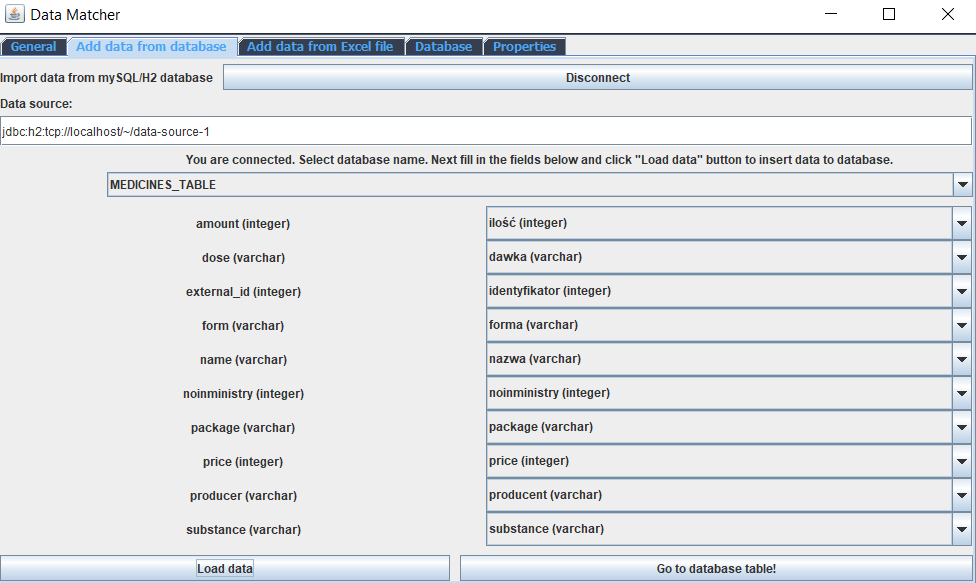 Data Matcher
General Add data from database Add data from Excel file Database Properties
Import data from mySQL/H2 database Disconnect
Data source:
jdbc:h2:tcp://localhost/~/data-source-1
You are connected. Select database name. Next fill in the fields below and click "Load data" button to insert data to database.
MEDICINES_TABLE
amount (integer) ilość (integer)
dose (varchar) dawka (varchar)
external_id (integer) identyfikator (integer)
form (varchar) forma (varchar)
name (varchar) nazwa (varchar)
noinministry (integer) noinministry (integer)
package (varchar) package (varchar)
price (integer) price (integer)
producer (varchar) producent (varchar)
substance (varchar) substance (varchar)
Load data Go to database table!